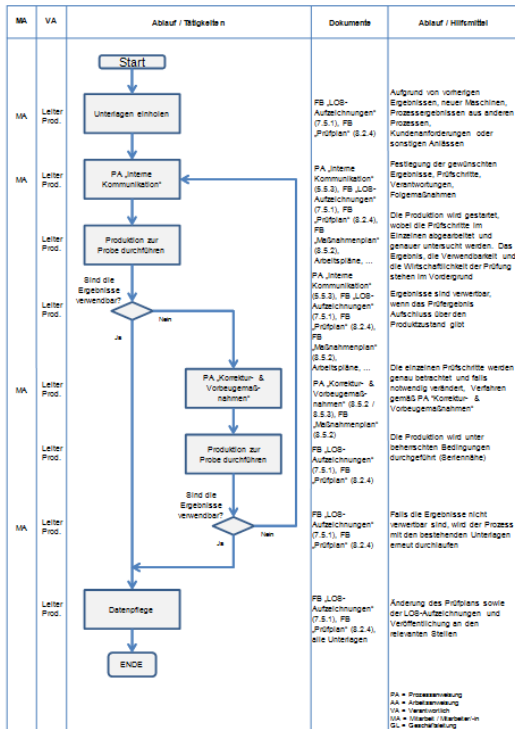 MA
VA
Ablauf / Tätigkeiten
Dokumente
Ablauf / Hilfsmittel
Start
MA
Leiter
Prod.
Unterlagen einholen
FB „LOS-
Aufzeichnungen“
(7.5.1), FB
„Prüfplan“ (8.2.4)
Aufgrund von vorherigen
Ergebnissen, neuer Maschinen,
Prozessergebnissen aus anderen
Prozessen,
Kundenanforderungen oder
sonstigen Anlässen
MA
Leiter
Prod.
PA „Interne
Kommunikation“
PA „Interne
Kommunikation“
(5.5.3), FB „LOS-
Aufzeichnungen“
(7.5.1), FB
„Prüfplan“ (8.2.4),
FB
„Maßnahmenplan“
(8.5.2),
Arbeitspläne, ...
Festlegung der gewünschten
Ergebnisse, Prüfschritte,
Verantwortungen,
Folgemaßnahmen
Leiter
Prod.
Produktion zur
Probe durchführen
Die Produktion wird gestartet,
wobei die Prüfschritte im
Einzelnen abgearbeitet und
genauer untersucht werden. Das
Ergebnis, die Verwendbarkeit und
die Wirtschaftlichkeit der Prüfung
stehen im Vordergrund
Leiter
Prod.
Sind die
Ergebnisse
verwendbar?
Nein
Ja
PA „Interne
Kommunikation“
(5.5.3), FB „LOS-
Aufzeichnungen“
(7.5.1), FB
„Prüfplan“ (8.2.4),
FB
„Maßnahmenplan“
(8.5.2),
Arbeitspläne, ...
Ergebnisse sind verwertbar,
wenn das Prüfergebnis
Aufschluss über den
Produktzustand gibt
MA
Leiter
Prod.
PA „Korrektur- &
Vorbeugemaß-
nahmen“
PA „Korrektur- &
Vorbeugemaß-
nahmen“ (8.5.2 /
8.5.3), FB
„Maßnahmenplan“
(8.5.2)
Die einzelnen Prüfschritte werden
genau betrachtet und falls
notwendig verändert, Verfahren
gemäß PA "Korrektur- &
Vorbeugemaßnahmen"
Leiter
Prod.
Produktion zur
Probe durchführen
FB „LOS-
Aufzeichnungen“
(7.5.1), FB
„Prüfplan“ (8.2.4)
Die Produktion wird unter
beherrschten Bedingungen
durchgeführt (Seriennähe)
MA
Leiter
Prod.
Sind die
Ergebnisse
verwendbar?
Nein
Ja
FB „LOS-
Aufzeichnungen“
(7.5.1), FB
„Prüfplan“ (8.2.4)
Falls die Ergebnisse nicht
verwertbar sind, wird der Prozess
mit den bestehenden Unterlagen
erneut durchlaufen
Leiter
Prod.
Datenpflege
FB „LOS-
Aufzeichnungen“
(7.5.1), FB
„Prüfplan“ (8.2.4),
alle Unterlagen
Änderung des Prüfplans sowie
der LOS-Aufzeichnungen und
Veröffentlichung an den
relevanten Stellen
ENDE
PA = Prozessanweisung
AA = Arbeitsanweisung
VA = Verantwortlich
MA = Mitarbeit / Mitarbeiter/-in
GL = Geschäftsleitung